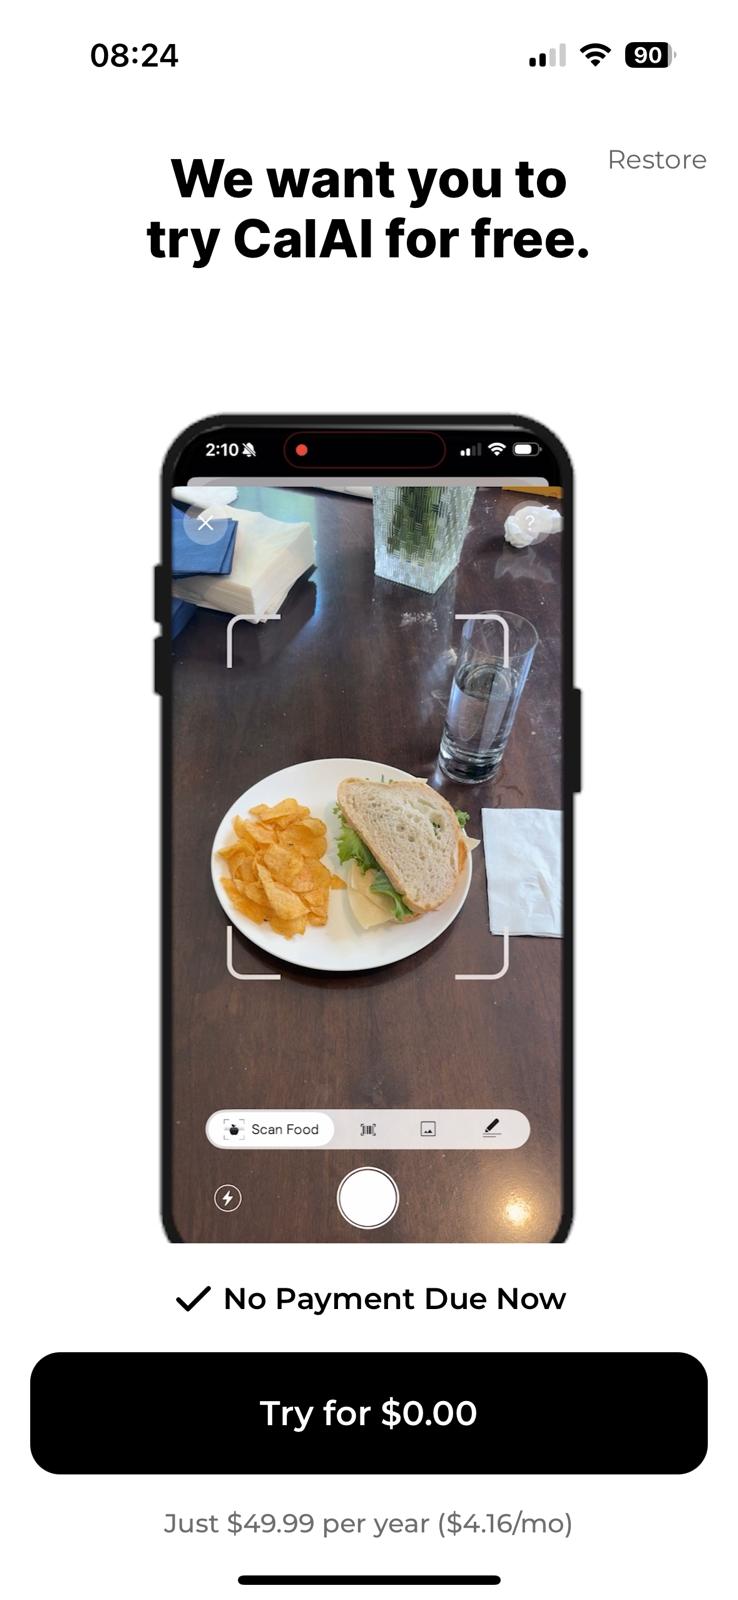 08:24
90
Restore
We want you to
try CalAI for free.
2:10
?
Scan Food
No Payment Due Now
Try for $0.00
Just $49.99 per year ($4.16/mo)